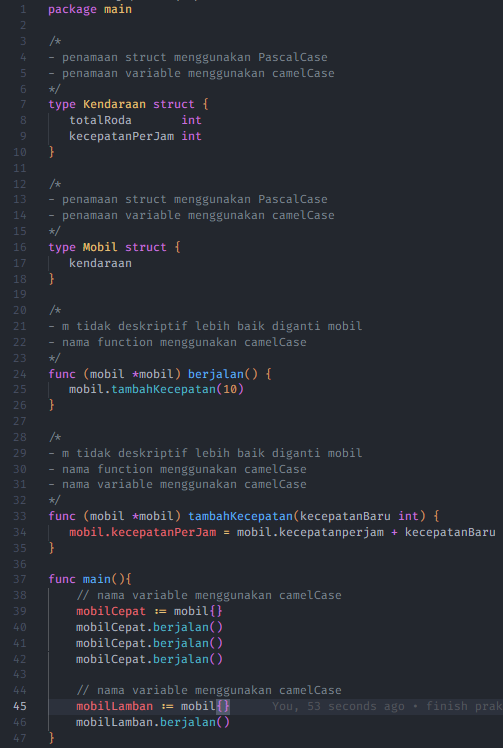 1 package main
2
3 /*
4 - penamaan struct menggunakan PascalCase
5 - penamaan variable menggunakan camelCase
6 */
7 type Kendaraan struct {
8 totalRoda int
9 kecepatanPerJam int
10 }
11
12 /*
13 - penamaan struct menggunakan PascalCase
14 - penamaan variable menggunakan camelCase
15 */
16 type Mobil struct {
17 kendaraan
18 }
19
20 /*
21 - m tidak deskriptif lebih baik diganti mobil
22 - nama function menggunakan camelCase
23 */
24 func (mobil *mobil) berjalan() {
25 mobil.tambahKecepatan(10)
26 }
27
28 /*
29 - m tidak deskriptif lebih baik diganti mobil
30 - nama function menggunakan camelCase
31 - nama variable menggunakan camelCase
32 */
33 func (mobil *mobil) tambahKecepatan(kecepatanBaru int) {
34 mobil.kecepatanPerJam = mobil.kecepatanperjam + kecepatanBaru
35 }
36
37 func main(){
38 // nama variable menggunakan camelCase
39 mobilCepat := mobil{}
40 mobilCepat.berjalan()
41 mobilCepat.berjalan()
42 mobilCepat.berjalan()
43
44 // nama variable menggunakan camelCase
45 mobilLamban := mobil{} You, 53 seconds ago • finish prak
46 mobilLamban.berjalan()
47 }